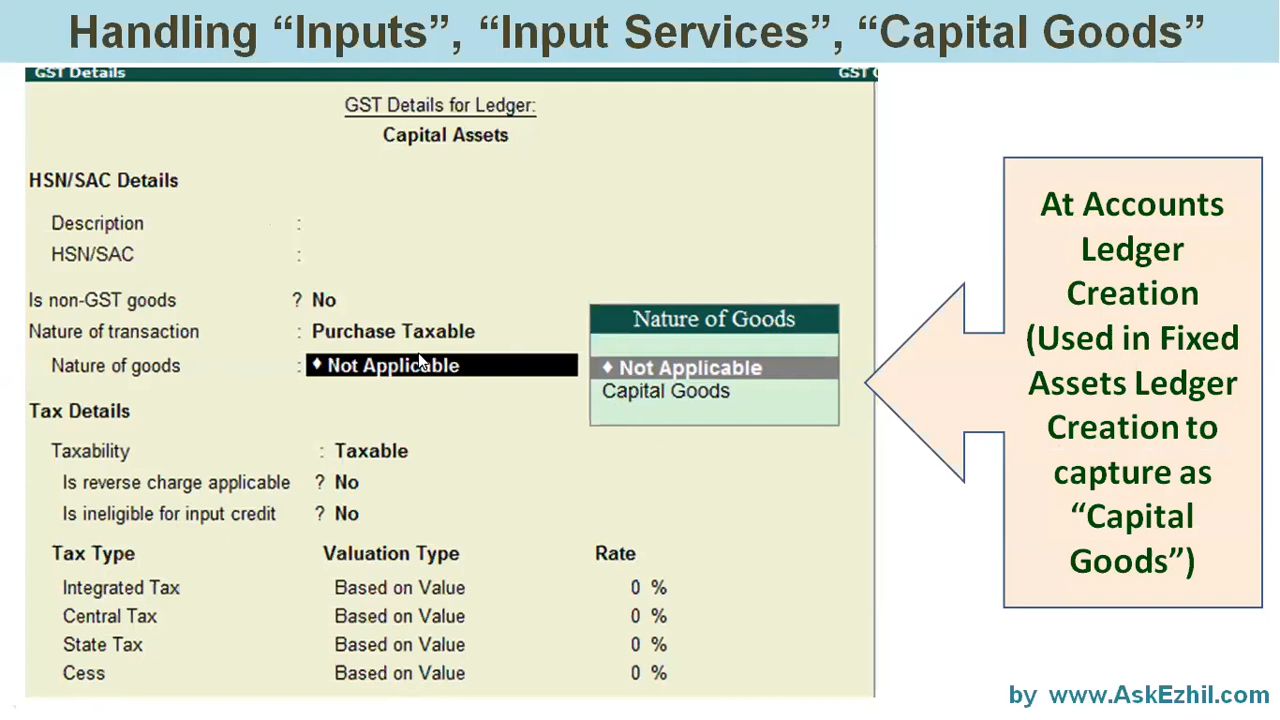 Handling “Inputs”, “Input Services”, “Capital Goods”
GST Details
GST Details for Ledger:
Capital Assets
HSN/SAC Details
Description :
HSN/SAC :
Is non-GST goods ? No
Nature of transaction : Purchase Taxable
Nature of goods : ♦ Not Applicable
Tax Details
Taxability : Taxable
Is reverse charge applicable ? No
Is ineligible for input credit ? No
Tax Type Valuation Type Rate
Integrated Tax Based on Value 0 %
Central Tax Based on Value 0 %
State Tax Based on Value 0 %
Cess Based on Value 0 %
Nature of Goods
♦ Not Applicable
Capital Goods
At Accounts
Ledger
Creation
(Used in Fixed
Assets Ledger
Creation to
capture as
“Capital
Goods”)
by www.AskEzhil.com